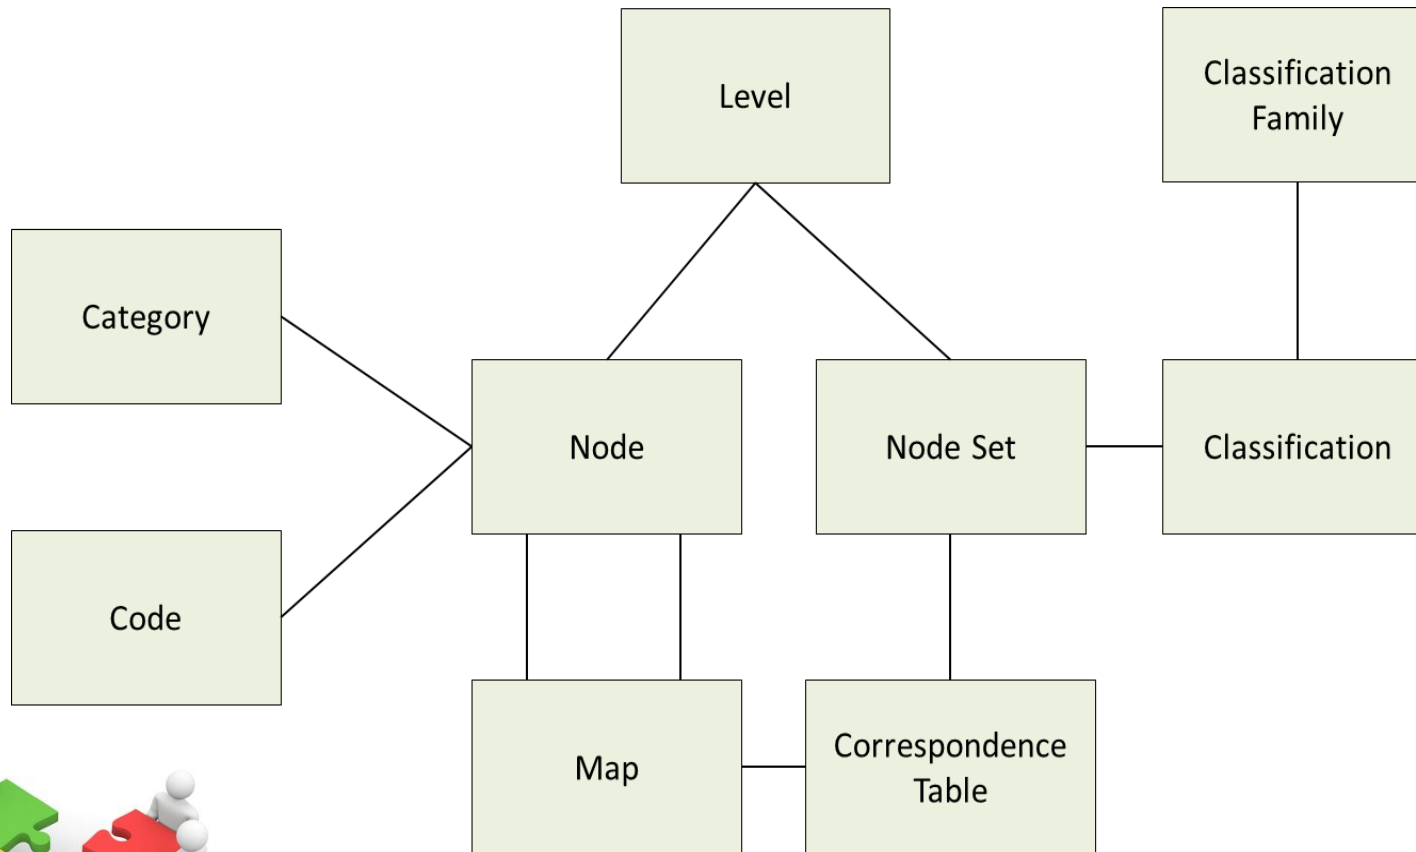 Level
Classification
Family
Category
Node
Node Set
Classification
Code
Map
Correspondence
Table